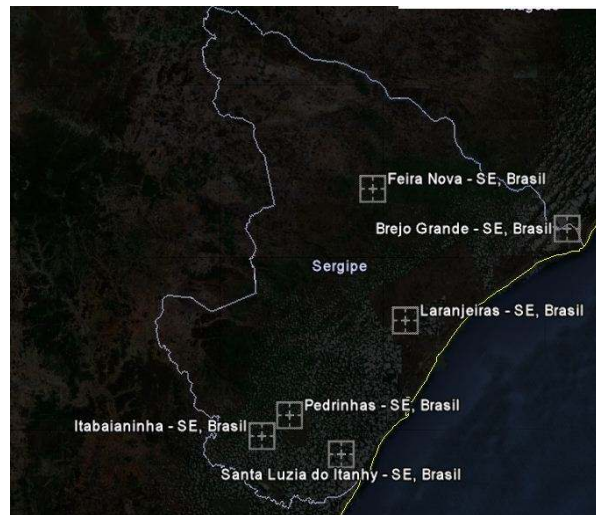 Feira Nova - SE, Brasil
Brejo Grande - SE, Brasil
Sergipe
Laranjeiras - SE, Brasil
Pedrinhas - SE, Brasil
Itabaianinha - SE, Brasil
Santa Luzia do Itanhy - SE, Brasil